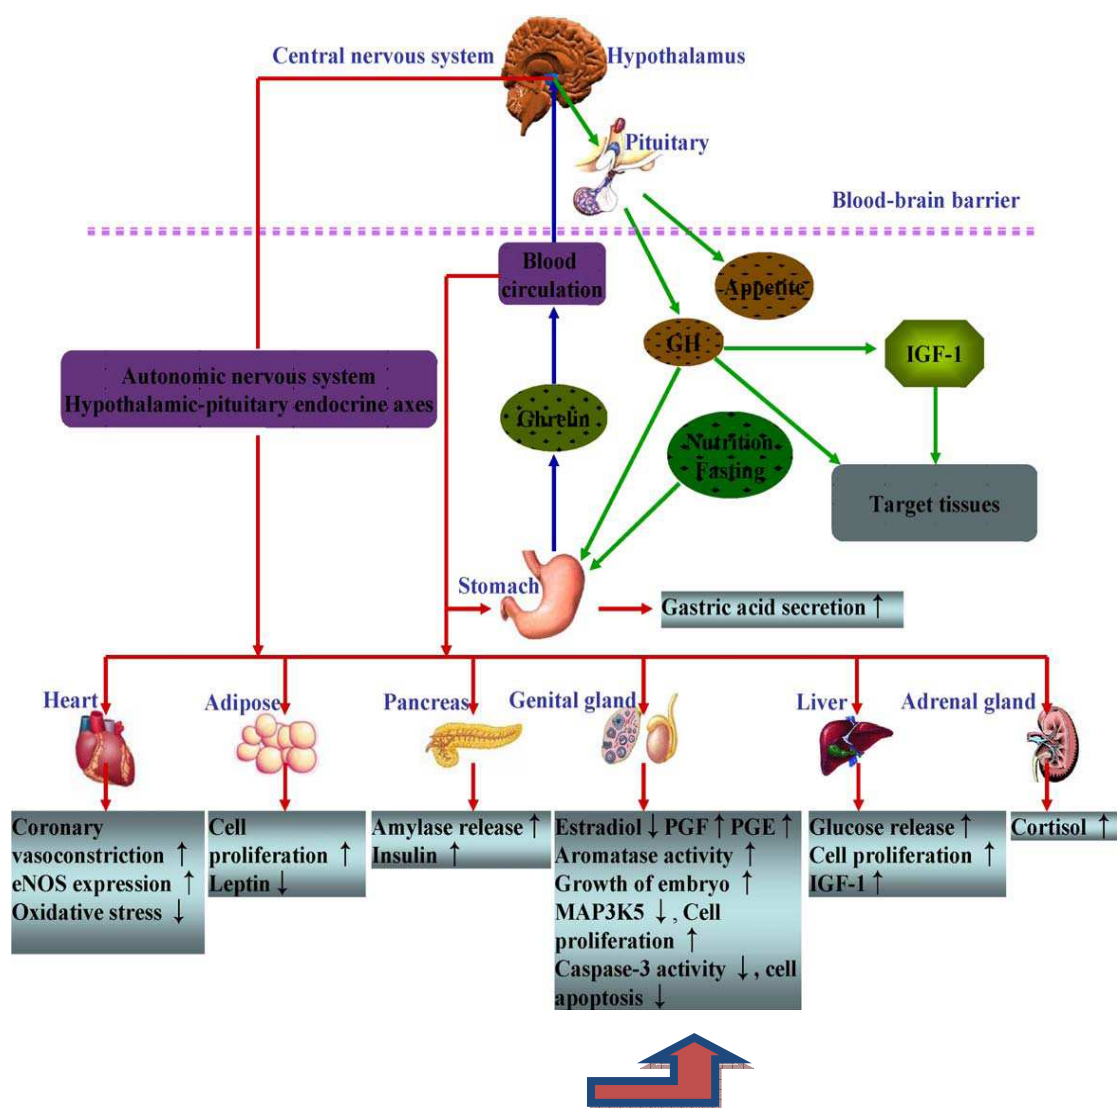 Central nervous system
Hypothalamus
Pituitary
Blood-brain barrier
Blood
circulation
Appetite
GH
IGF-1
Autonomic nervous system
Hypothalamic-pituitary endocrine axes
Ghrelin
Nutrition
Fasting
Target tissues
Stomach
Gastric acid secretion ↑
Heart
Adipose
Pancreas
Genital gland
Liver
Adrenal gland
Coronary
vasoconstriction ↑
eNOS expression ↑
Oxidative stress ↓
Cell
proliferation ↑
Leptin ↓
Amylase release ↑
Insulin ↑
Estradiol ↓ PGF ↑ PGE ↑
Aromatase activity ↑
Growth of embryo ↑
MAP3K5 ↓, Cell
proliferation ↑
Caspase-3 activity ↓, cell
apoptosis ↓
Glucose release ↑
Cell proliferation ↑
IGF-1 ↑
Cortisol ↑